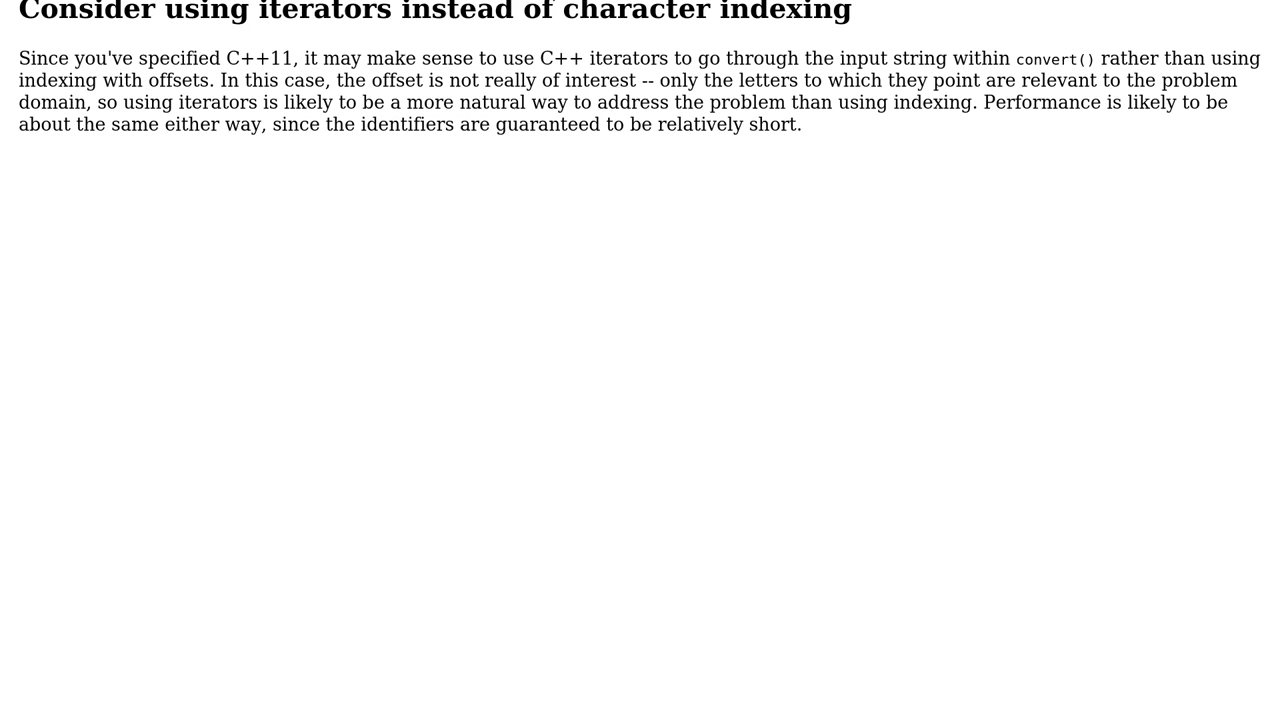 Consider using iterators instead of character indexing
Since you've specified C++11, it may make sense to use C++ iterators to go through the input string within convert() rather than using
indexing with offsets. In this case, the offset is not really of interest -- only the letters to which they point are relevant to the problem
domain, so using iterators is likely to be a more natural way to address the problem than using indexing. Performance is likely to be
about the same either way, since the identifiers are guaranteed to be relatively short.